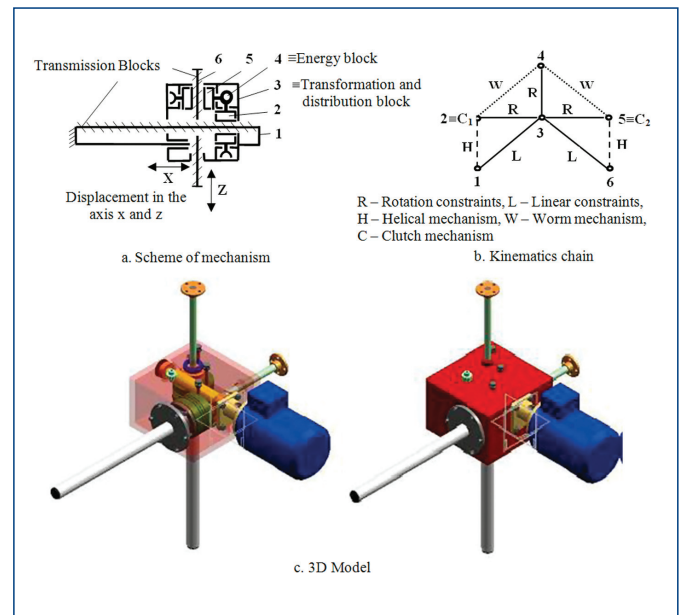 6 5 4 ≡Energy block
Transmission Blocks
3 ≡Transformation and
distribution block
2
1
X
Z
Displacement in the
axis x and z
a. Scheme of mechanism
4
W W
R
2≡C₁ R R 5≡C₂
3
H L L H
1 6
R – Rotation constraints, L – Linear constraints,
H – Helical mechanism, W – Worm mechanism,
C – Clutch mechanism
b. Kinematics chain
c. 3D Model